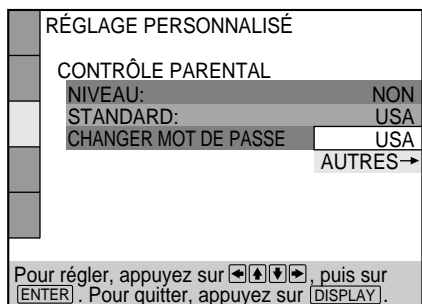 RÉGLAGE PERSONNALISÉ
CONTRÔLE PARENTAL
NIVEAU: NON
STANDARD: USA
CHANGER MOT DE PASSE USA
AUTRES→
Pour régler, appuyez sur ←↑↓→, puis sur
ENTER. Pour quitter, appuyez sur DISPLAY.